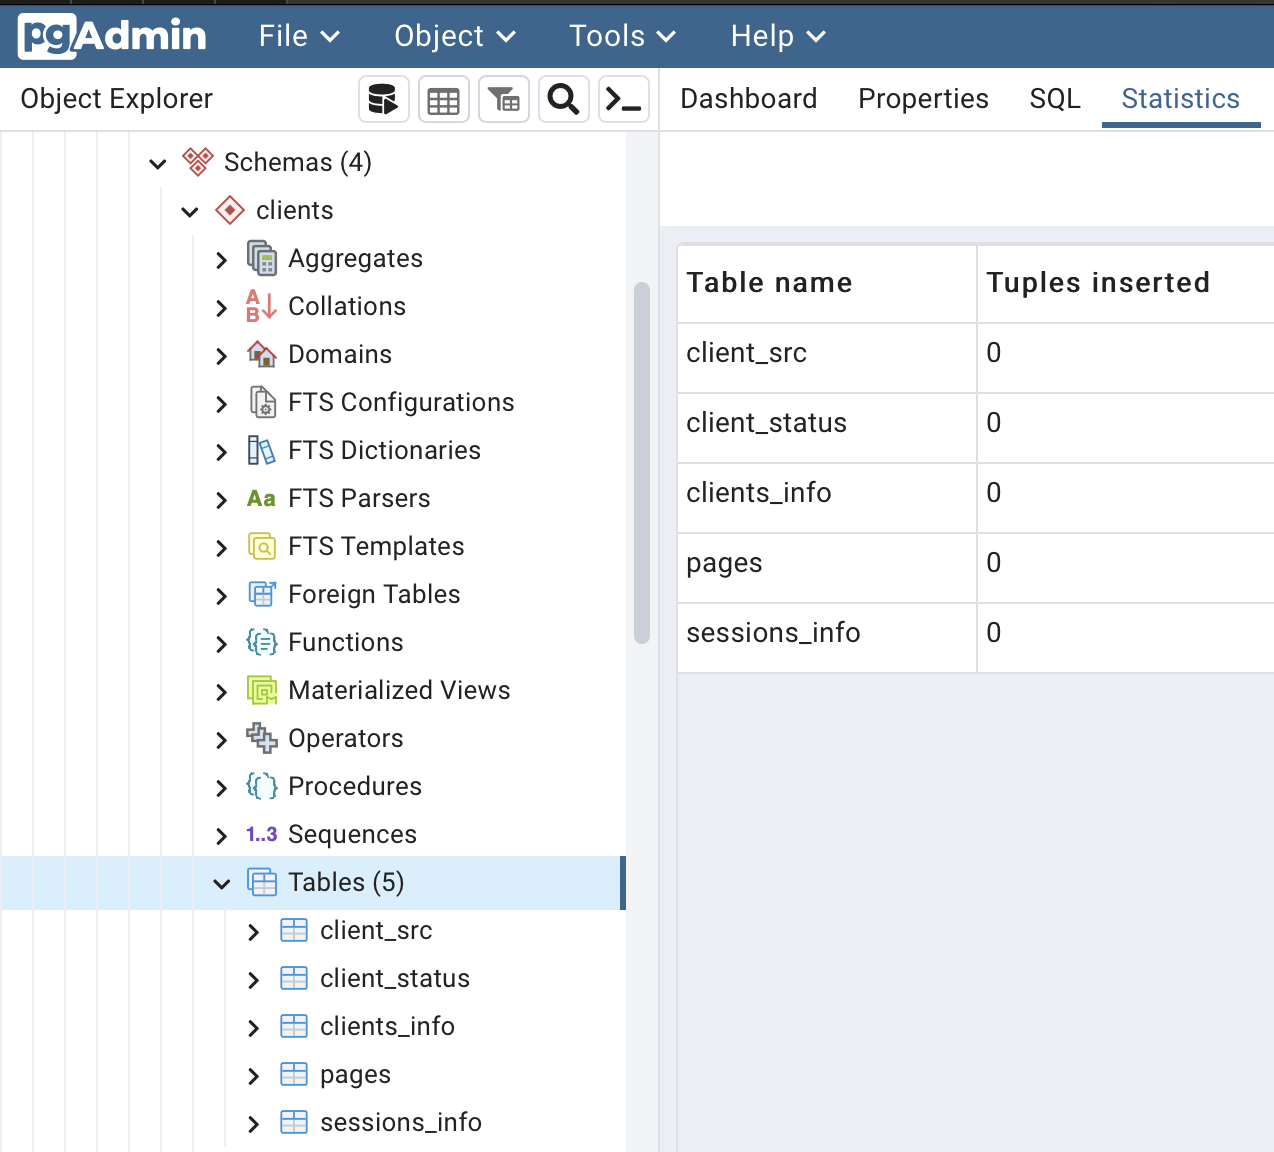 pgAdmin File Object Tools Help
Object Explorer
Dashboard Properties SQL Statistics
Schemas (4)
clients
Aggregates
A
B
Collations
Domains
FTS Configurations
FTS Dictionaries
Aa FTS Parsers
FTS Templates
Foreign Tables
Functions
Materialized Views
Operators
Procedures
1..3 Sequences
Tables (5)
client_src
client_status
clients_info
pages
sessions_info
Table name Tuples inserted
client_src 0
client_status 0
clients_info 0
pages 0
sessions_info 0